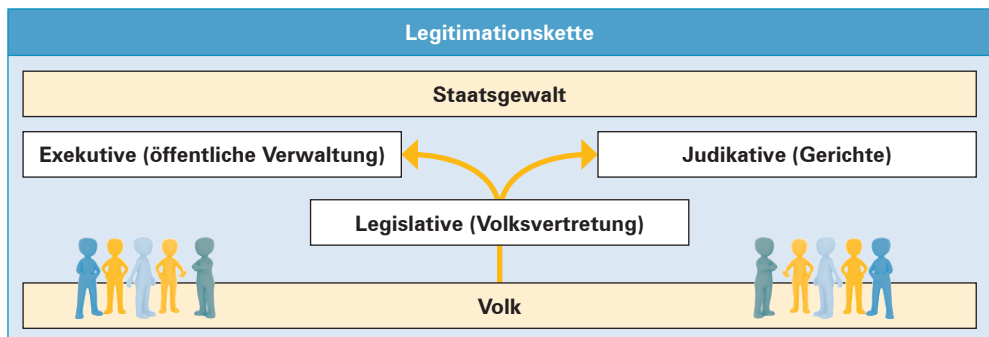 Legitimationskette
Staatsgewalt
Exekutive (öffentliche Verwaltung)
Judikative (Gerichte)
Legislative (Volksvertretung)
Volk